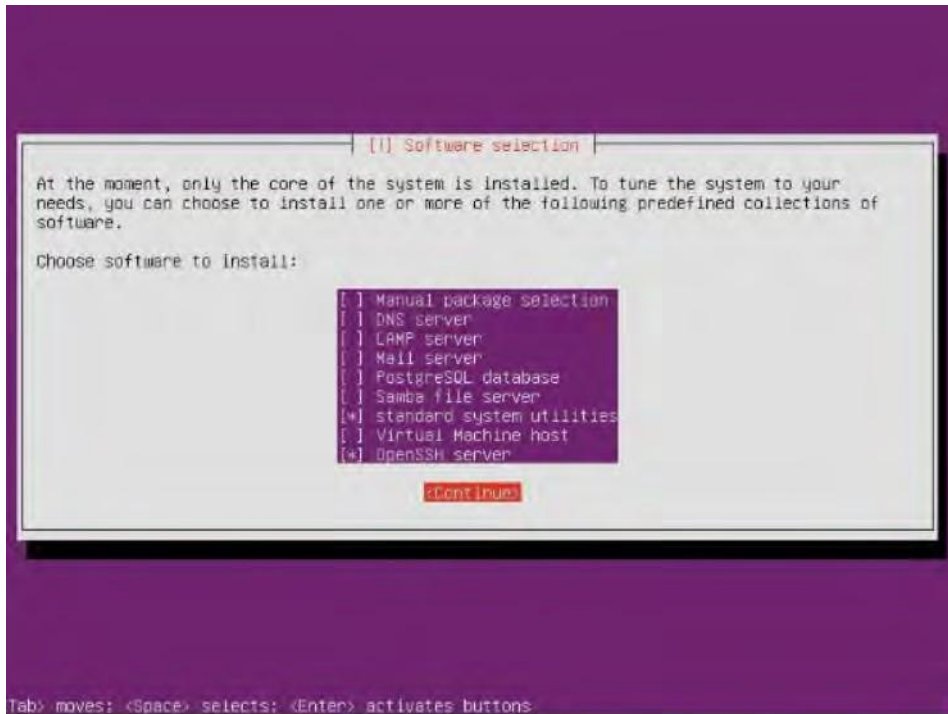 [!] Software selection
At the moment, only the core of the system is installed. To tune the system to your
needs, you can choose to install one or more of the following predefined collections of
software.
Choose software to install:
[ ] Manual package selection
[ ] DNS server
[ ] LAMP server
[ ] Mail server
[ ] PostgreSQL database
[ ] Samba file server
[*] standard system utilities
[ ] Virtual Machine host
[*] OpenSSH server
<Continue>
Tab> moves; <Space> selects; <Enter> activates buttons